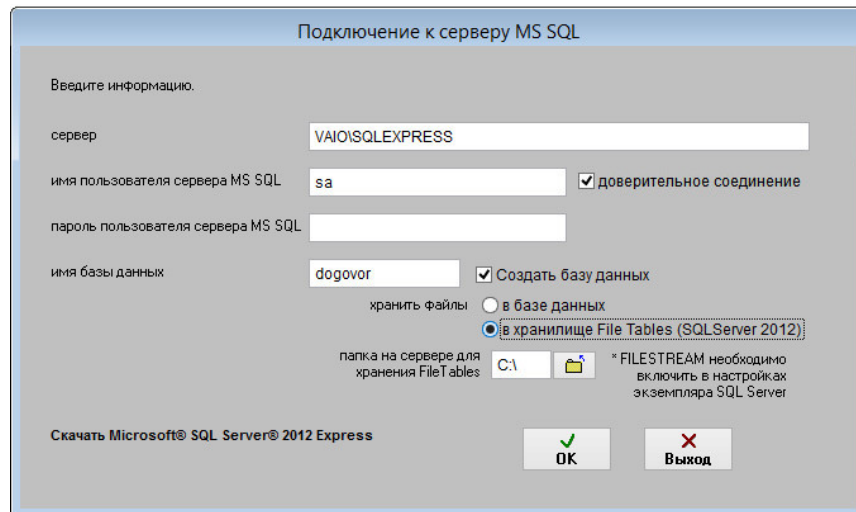 Подключение к серверу MS SQL
Введите информацию.
сервер VAIO\SQLEXPRESS
имя пользователя сервера MS SQL sa доверительное соединение
пароль пользователя сервера MS SQL
имя базы данных dogovor Создать базу данных
хранить файлы в базе данных
в хранилище File Tables (SQLServer 2012)
папка на сервере для
хранения FileTables
C:\
* FILESTREAM необходимо
включить в настройках
экземпляра SQL Server
Скачать Microsoft® SQL Server® 2012 Express
OK
Выход